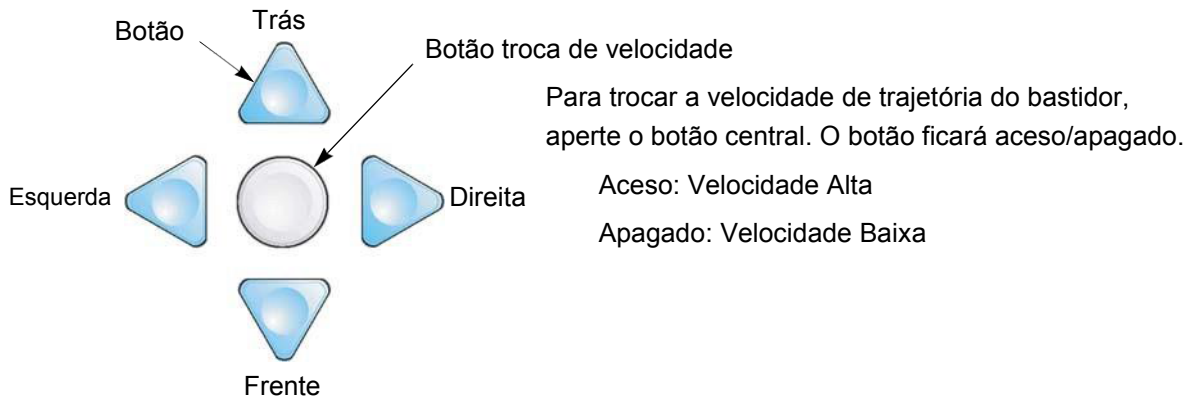 Trás
Botão
Botão troca de velocidade
Para trocar a velocidade de trajetória do bastidor,
aperte o botão central. O botão ficará aceso/apagado.
Aceso: Velocidade Alta
Esquerda
Direita
Apagado: Velocidade Baixa
Frente